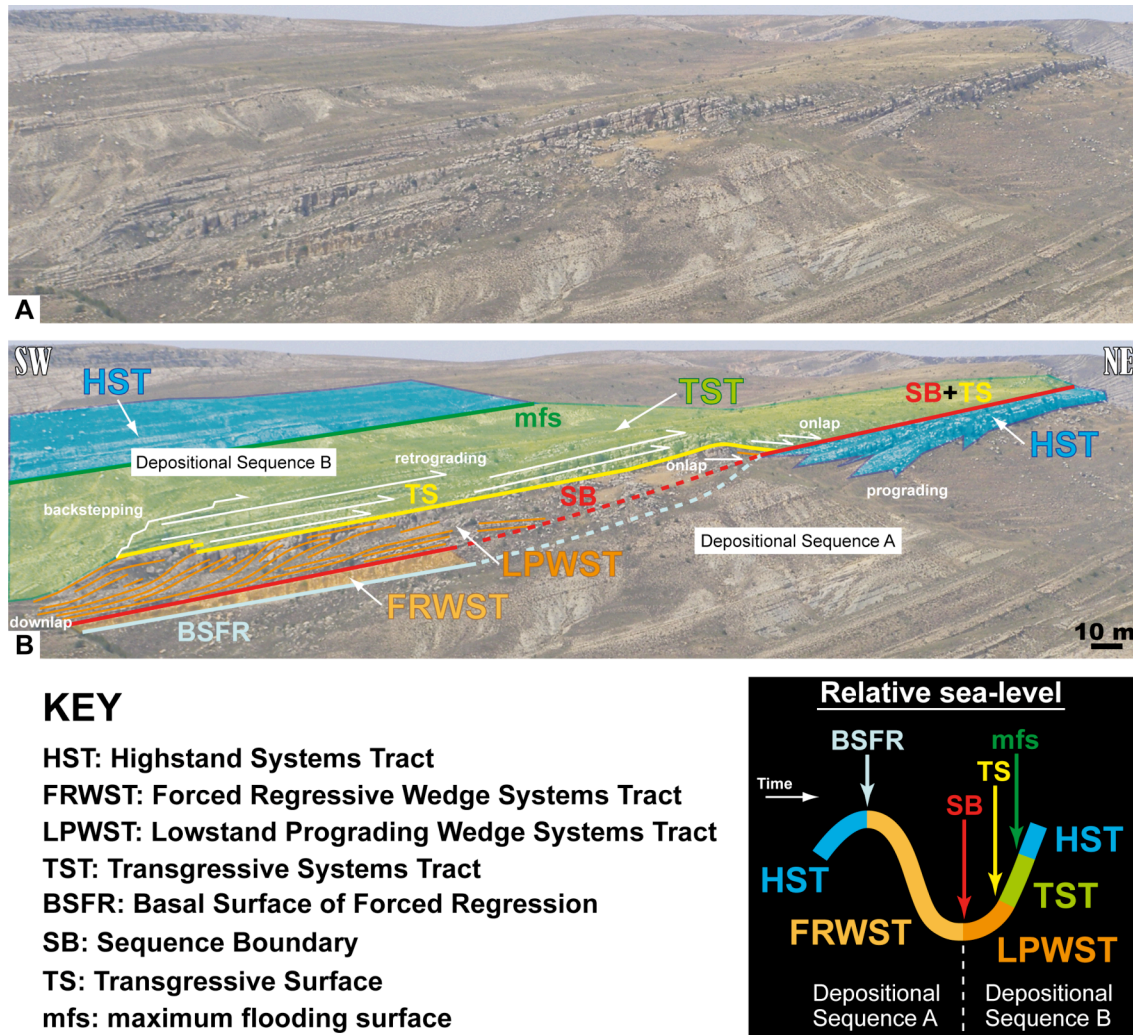 A
SW
NE
HST
TST
SB+TS
mfs
onlap
HST
Depositional Sequence B
retrograding
onlap
prograding
TS
SB
backstepping
Depositional Sequence A
LPWST
FRWST
downlap
BSFR
B
10 m
KEY
HST: Highstand Systems Tract
FRWST: Forced Regressive Wedge Systems Tract
LPWST: Lowstand Prograding Wedge Systems Tract
TST: Transgressive Systems Tract
BSFR: Basal Surface of Forced Regression
SB: Sequence Boundary
TS: Transgressive Surface
mfs: maximum flooding surface
Relative sea-level
BSFR
mfs
TS
Time
SB
HST
HST
TST
FRWST
LPWST
Depositional
Sequence A
Depositional
Sequence B